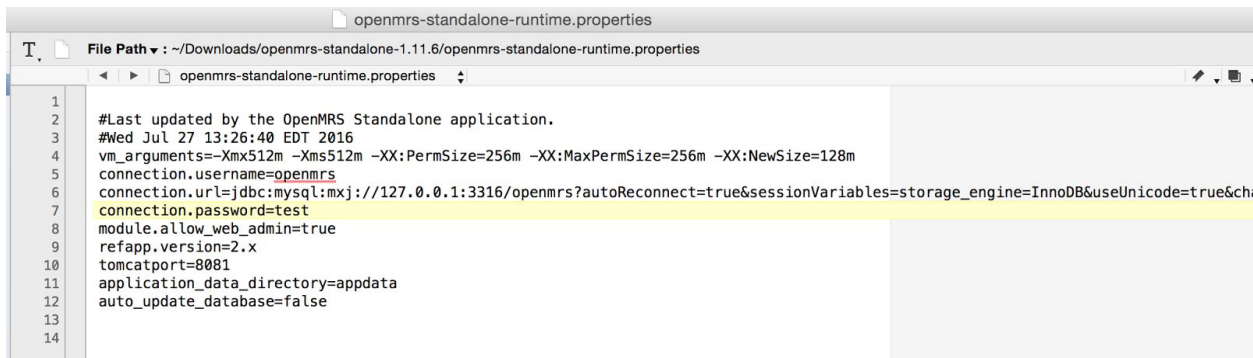 openmrs-standalone-runtime.properties
File Path : ~/Downloads/openmrs-standalone-1.11.6/openmrs-standalone-runtime.properties
openmrs-standalone-runtime.properties
1
2 #Last updated by the OpenMRS Standalone application.
3 #Wed Jul 27 13:26:40 EDT 2016
4 vm_arguments=-Xmx512m -Xms512m -XX:PermSize=256m -XX:MaxPermSize=256m -XX:NewSize=128m
5 connection.username=openmrs
6 connection.url=jdbc:mysql:mxj://127.0.0.1:3316/openmrs?autoReconnect=true&sessionVariables=storage_engine=InnoDB&useUnicode=true&cha
7 connection.password=test
8 module.allow_web_admin=true
9 refapp.version=2.x
10 tomcatport=8081
11 application_data_directory=appdata
12 auto_update_database=false
13
14